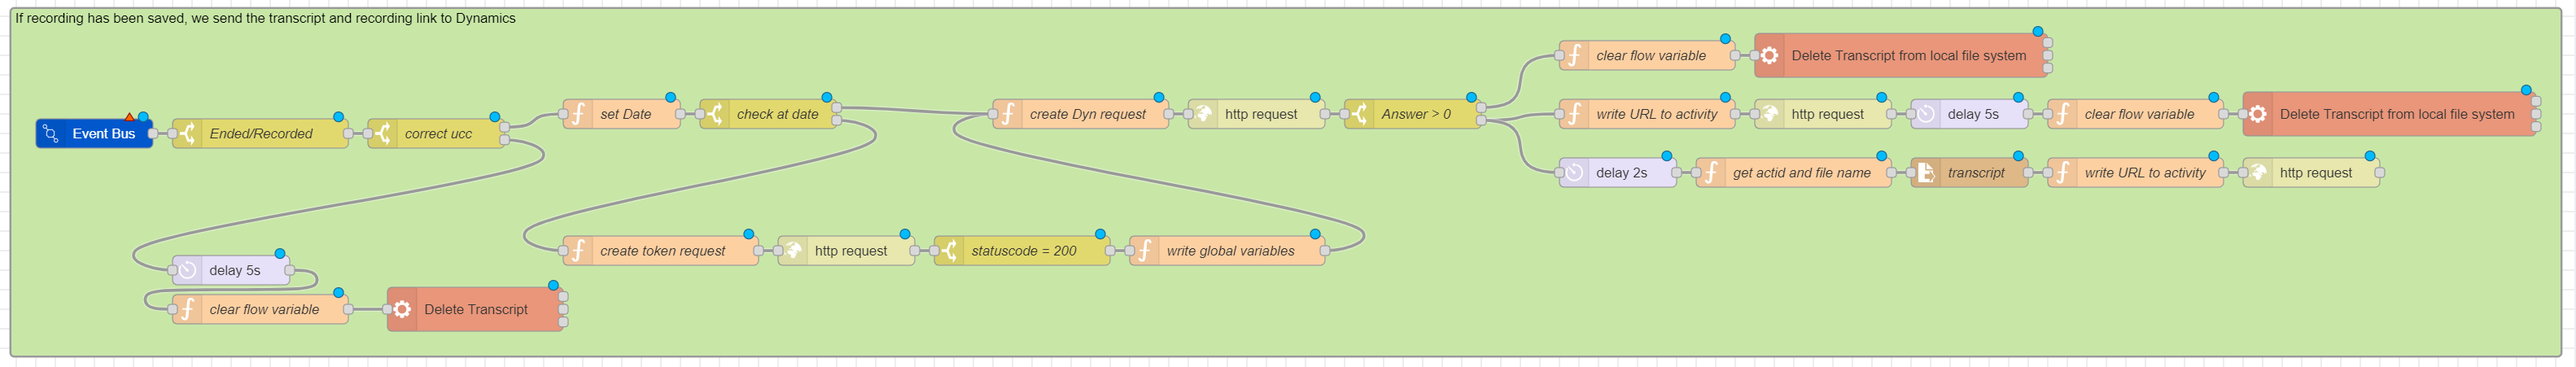 If recording has been saved, we send the transcript and recording link to Dynamics
clear flow variable
Delete Transcript from local file system
Event Bus
Ended/Recorded
correct ucc
set Date
check at date
create Dyn request
http request
Answer > 0
write URL to activity
http request
delay 5s
clear flow variable
Delete Transcript from local file system
delay 2s
get actid and file name
transcript
write URL to activity
http request
create token request
http request
statuscode = 200
write global variables
delay 5s
clear flow variable
Delete Transcript